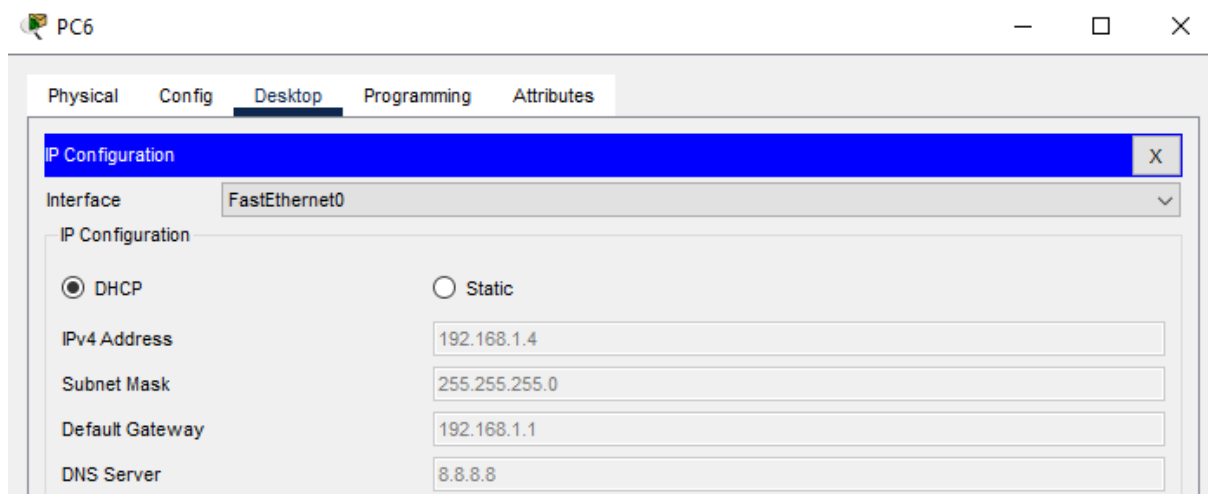 PC6
Physical Config Desktop Programming Attributes
IP Configuration X
Interface FastEthernet0
IP Configuration
DHCP Static
IPv4 Address 192.168.1.4
Subnet Mask 255.255.255.0
Default Gateway 192.168.1.1
DNS Server 8.8.8.8